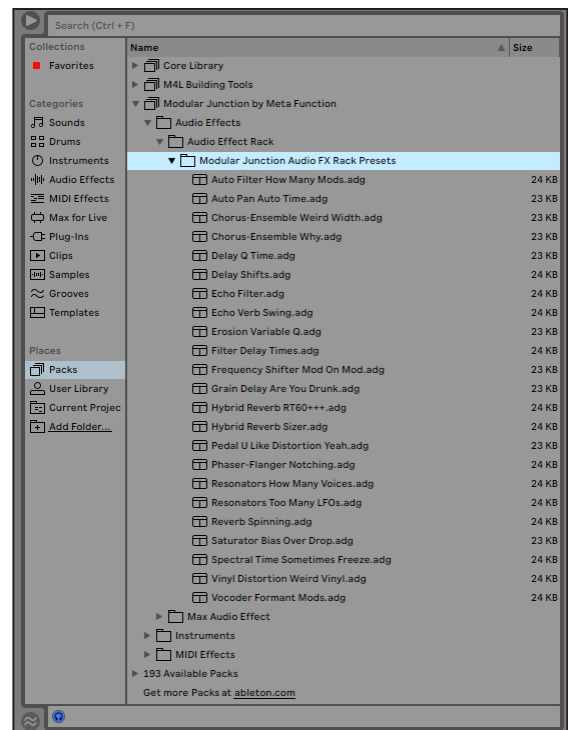 Search (Ctrl + F)
Collections
Favorites
Categories
Sounds
Drums
Instruments
Audio Effects
MIDI Effects
Max for Live
Plug-Ins
Clips
Samples
Grooves
Templates
Places
Packs
User Library
Current Projec
Add Folder...
Name Size
Core Library
M4L Building Tools
Modular Junction by Meta Function
Audio Effects
Audio Effect Rack
Modular Junction Audio FX Rack Presets
Auto Filter How Many Mods.adg 24 KB
Auto Pan Auto Time.adg 23 KB
Chorus-Ensemble Weird Width.adg 23 KB
Chorus-Ensemble Why.adg 23 KB
Delay Q Time.adg 24 KB
Delay Shifts.adg 24 KB
Echo Filter.adg 24 KB
Echo Verb Swing.adg 24 KB
Erosion Variable Q.adg 23 KB
Filter Delay Times.adg 24 KB
Frequency Shifter Mod On Mod.adg 23 KB
Grain Delay Are You Drunk.adg 23 KB
Hybrid Reverb RT60+++.adg 24 KB
Hybrid Reverb Sizer.adg 24 KB
Pedal U Like Distortion Yeah.adg 23 KB
Phaser-Flanger Notching.adg 24 KB
Resonators How Many Voices.adg 24 KB
Resonators Too Many LFOs.adg 24 KB
Reverb Spinning.adg 24 KB
Saturator Bias Over Drop.adg 23 KB
Spectral Time Sometimes Freeze.adg 24 KB
Vinyl Distortion Weird Vinyl.adg 24 KB
Vocoder Formant Mods.adg 24 KB
Max Audio Effect
Instruments
MIDI Effects
193 Available Packs
Get more Packs at ableton.com